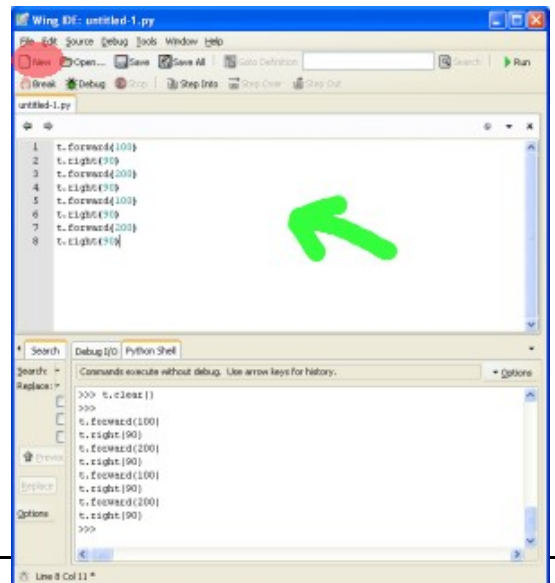 Wing IDE: untitled-1.py
File Edit Source Debug Tools Window Help
New Open... Save Save All Goto Definition Search Run
Break Debug Stop Step Into Step Over Step Out
untitled-1.py
1 t.forward(100)
2 t.right(90)
3 t.forward(200)
4 t.right(90)
5 t.forward(100)
6 t.right(90)
7 t.forward(200)
8 t.right(90)
Search Debug I/O Python Shell
Search:
Replace:
Commands execute without debug. Use arrow keys for history.
Options
>>> t.clear()
>>>
t.forward(100)
t.right(90)
t.forward(200)
t.right(90)
t.forward(100)
t.right(90)
t.forward(200)
t.right(90)
>>>
Replace
Options
Line 8 Col 11 *